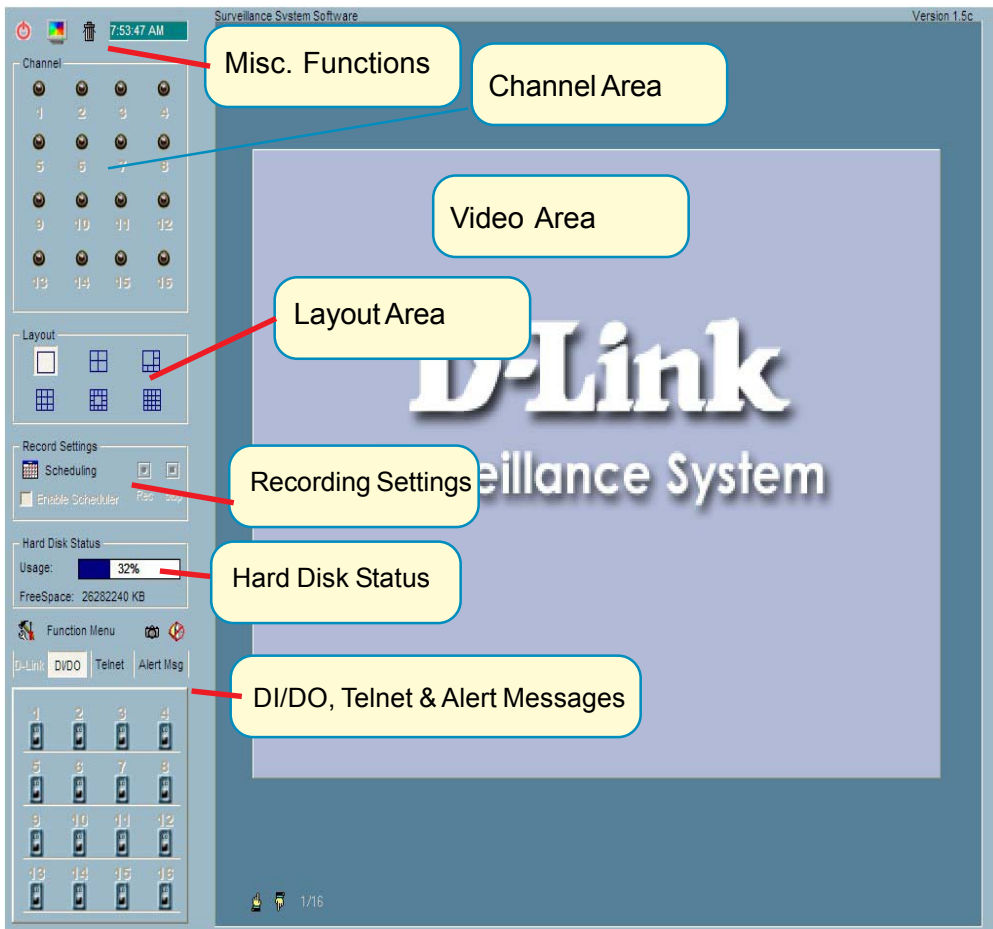 Surveillance System Software
Version 1.5c
7:53:47 AM
Misc. Functions
Channel Area
Channel
1 2 3 4
5 6 7 8
9 10 11 12
13 14 15 16
Video Area
Layout Area
Layout
D-Link
eillance System
Record Settings
Scheduling
Enable Scheduler
Rec
Recording Settings
Hard Disk Status
Usage: 32%
FreeSpace: 26282240 KB
Hard Disk Status
Function Menu
D-Link DI/DO Telnet Alert Msg
DI/DO, Telnet & Alert Messages
1 2 3 4
5 6 7 8
9 10 11 12
13 14 15 16
1/16